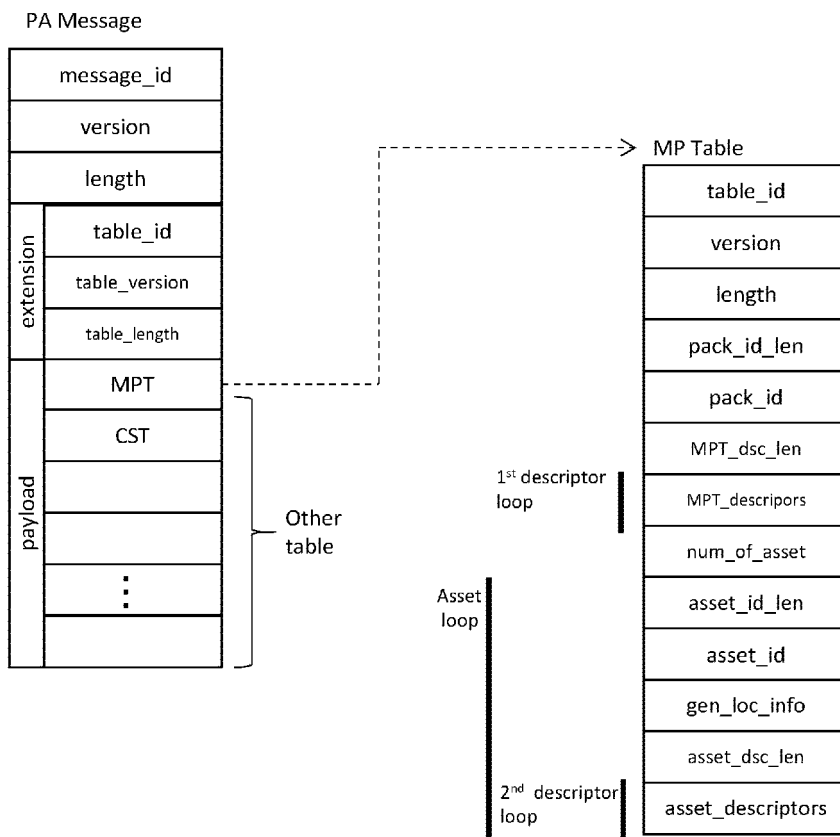 PA Message
message_id
version
length
extension
table_id
table_version
table_length
payload
MPT
CST
Other
table
MP Table
table_id
version
length
pack_id_len
pack_id
MPT_dsc_len
1st descriptor
loop
MPT_descripors
num_of_asset
Asset
loop
asset_id_len
asset_id
gen_loc_info
asset_dsc_len
2nd descriptor
loop
asset_descriptors